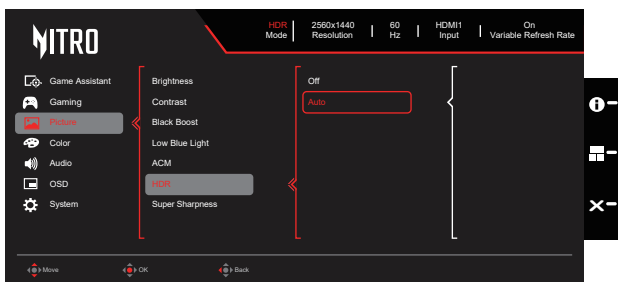 NITRO
HDR 2560x1440 60 HDMI1 On
Mode Resolution Hz Input Variable Refresh Rate
Game Assistant Brightness Off
Gaming Contrast Auto
Picture Black Boost
Color Low Blue Light
Audio ACM
OSD HDR
System Super Sharpness
Move OK Back